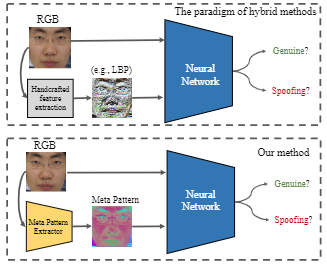 The paradigm of hybrid methods
RGB
Handcrafted
feature
extraction
(e.g., LBP)
Neural
Network
Genuine?
Spoofing?
Our method
RGB
Meta Pattern
Extractor
Meta Pattern
Neural
Network
Genuine?
Spoofing?